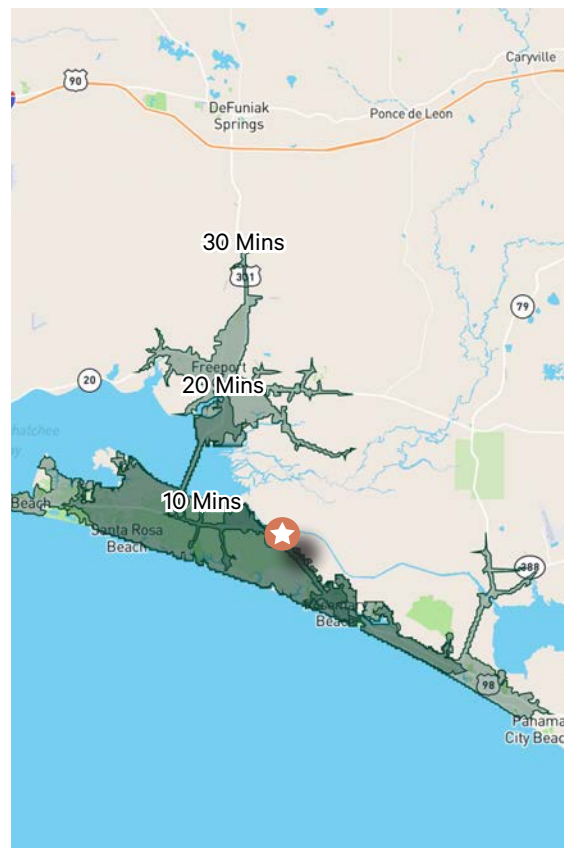 Caryville
90
DeFuniak
Springs
Ponce de Leon
30 Mins
331
79
Freeport
20
20 Mins
10 Mins
Beach
Santa Rosa
Beach
388
Beach
98
Panama
City Beac